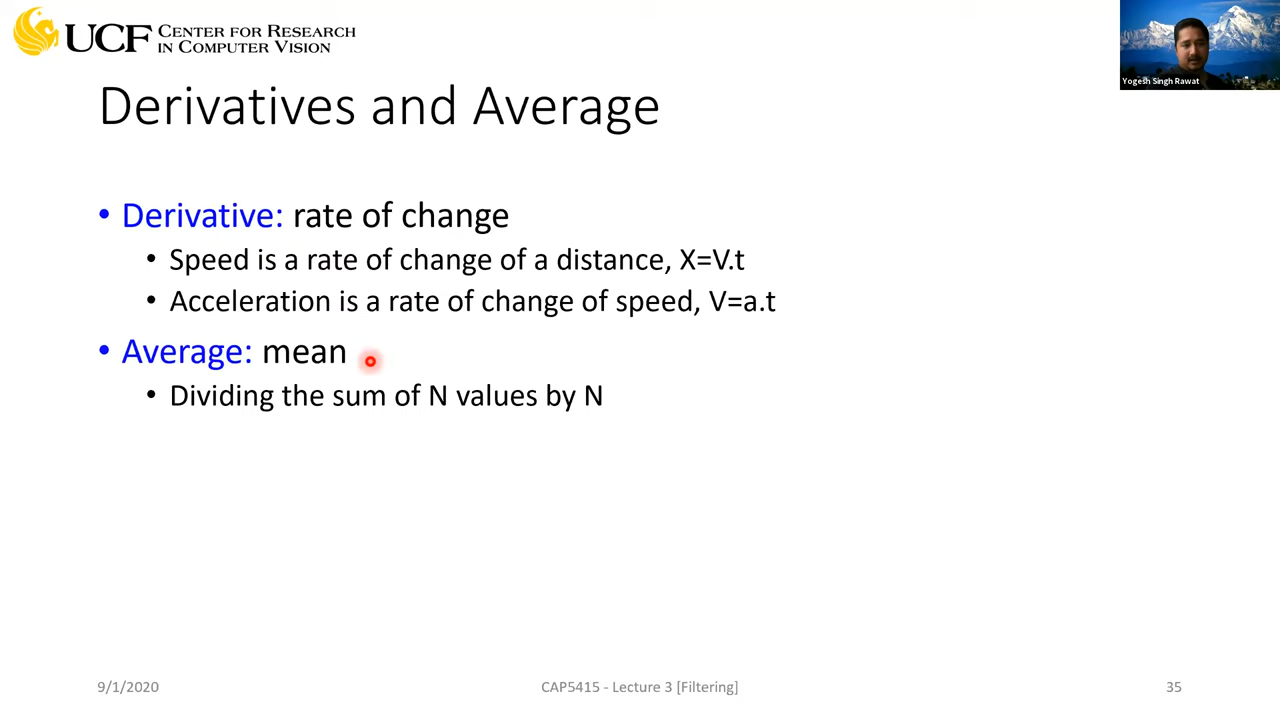 UCF CENTER FOR RESEARCH
IN COMPUTER VISION
Yogesh Singh Rawat
Derivatives and Average
• Derivative: rate of change
• Speed is a rate of change of a distance, X=V.t
• Acceleration is a rate of change of speed, V=a.t
• Average: mean
• Dividing the sum of N values by N
9/1/2020
CAP5415 - Lecture 3 [Filtering]
35